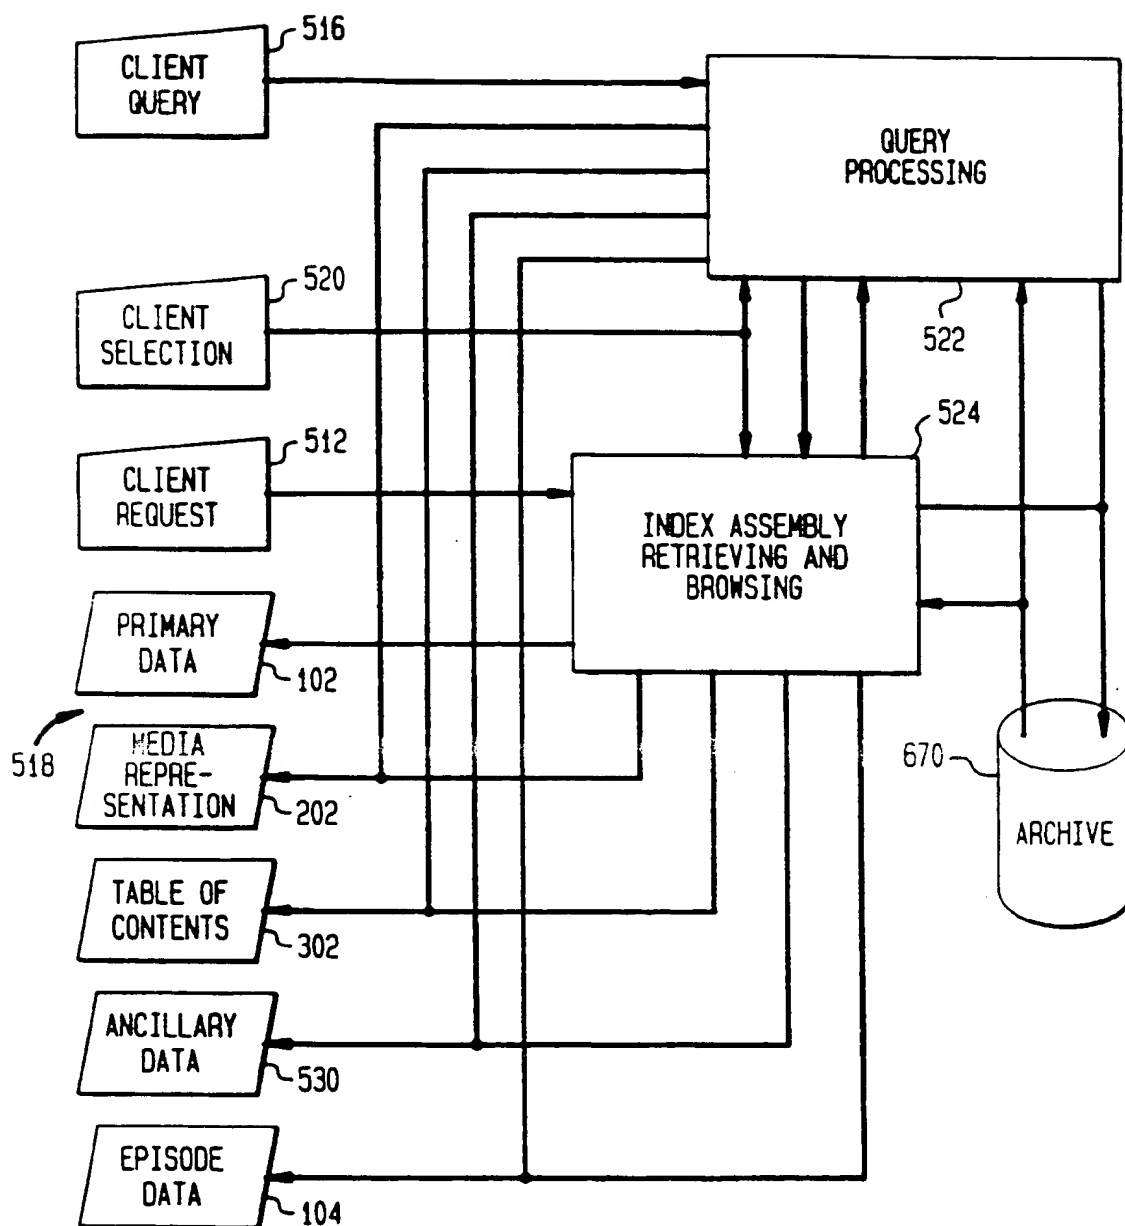 516
CLIENT
QUERY
QUERY
PROCESSING
520
CLIENT
SELECTION
522
512
524
CLIENT
REQUEST
INDEX ASSEMBLY
RETRIEVING AND
BROWSING
PRIMARY
DATA
102
518
MEDIA
REPRE-
SENTATION
202
670
ARCHIVE
TABLE OF
CONTENTS
302
ANCILLARY
DATA
530
EPISODE
DATA
104